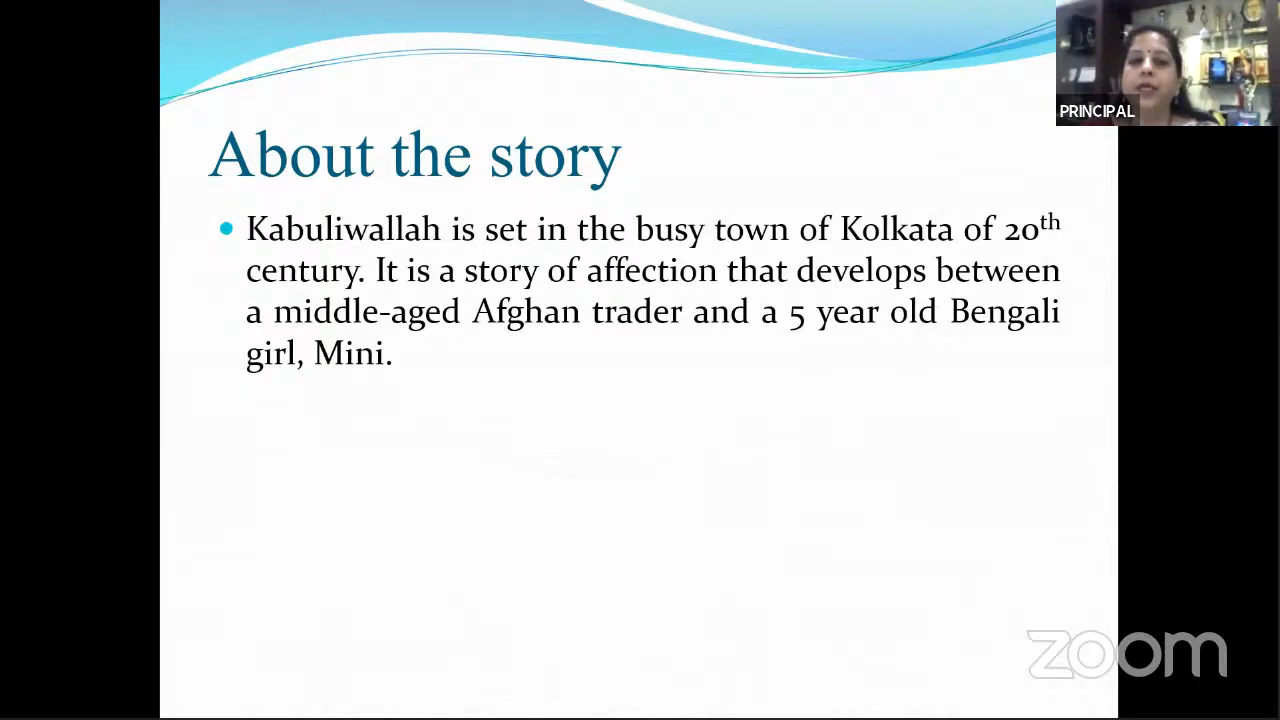 PRINCIPAL
About the story
Kabuliwallah is set in the busy town of Kolkata of 20th
century. It is a story of affection that develops between
a middle-aged Afghan trader and a 5 year old Bengali
girl, Mini.
zoom